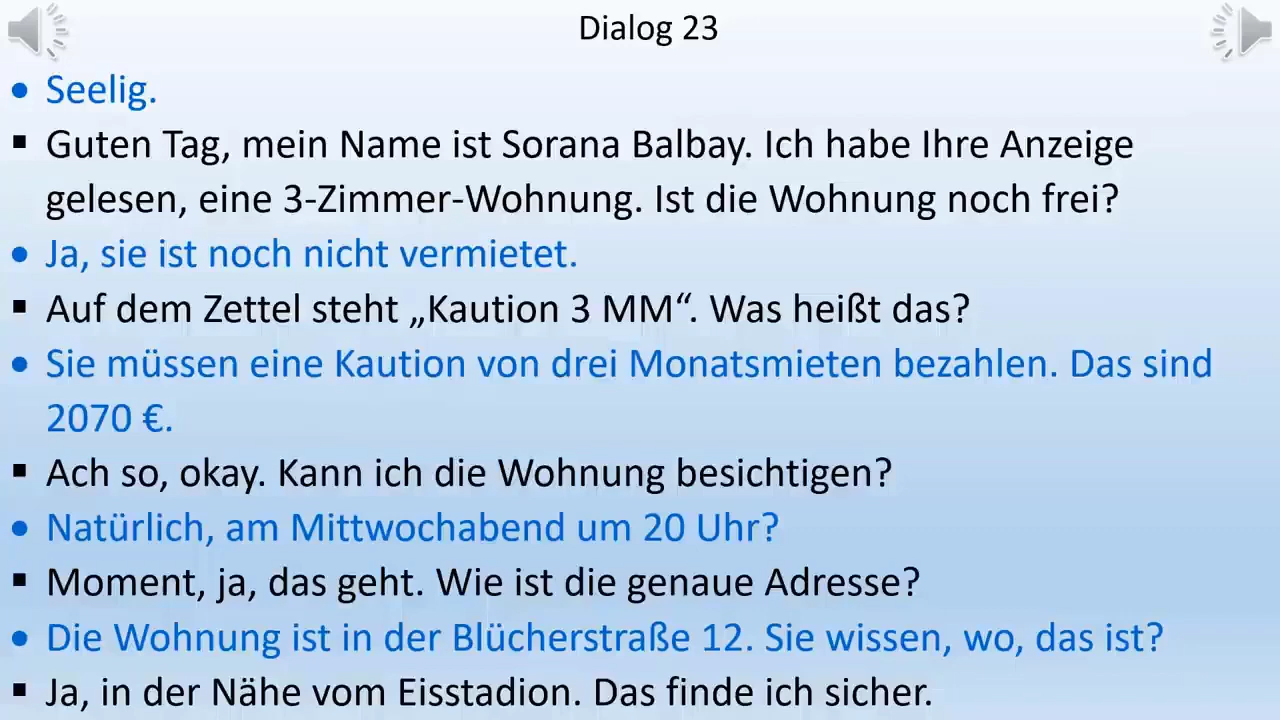 Dialog 23
• Seelig.
▪ Guten Tag, mein Name ist Sorana Balbay. Ich habe Ihre Anzeige
gelesen, eine 3-Zimmer-Wohnung. Ist die Wohnung noch frei?
• Ja, sie ist noch nicht vermietet.
▪ Auf dem Zettel steht „Kaution 3 MM“. Was heißt das?
• Sie müssen eine Kaution von drei Monatsmieten bezahlen. Das sind
2070 €.
▪ Ach so, okay. Kann ich die Wohnung besichtigen?
• Natürlich, am Mittwochabend um 20 Uhr?
▪ Moment, ja, das geht. Wie ist die genaue Adresse?
• Die Wohnung ist in der Blücherstraße 12. Sie wissen, wo, das ist?
▪ Ja, in der Nähe vom Eisstadion. Das finde ich sicher.